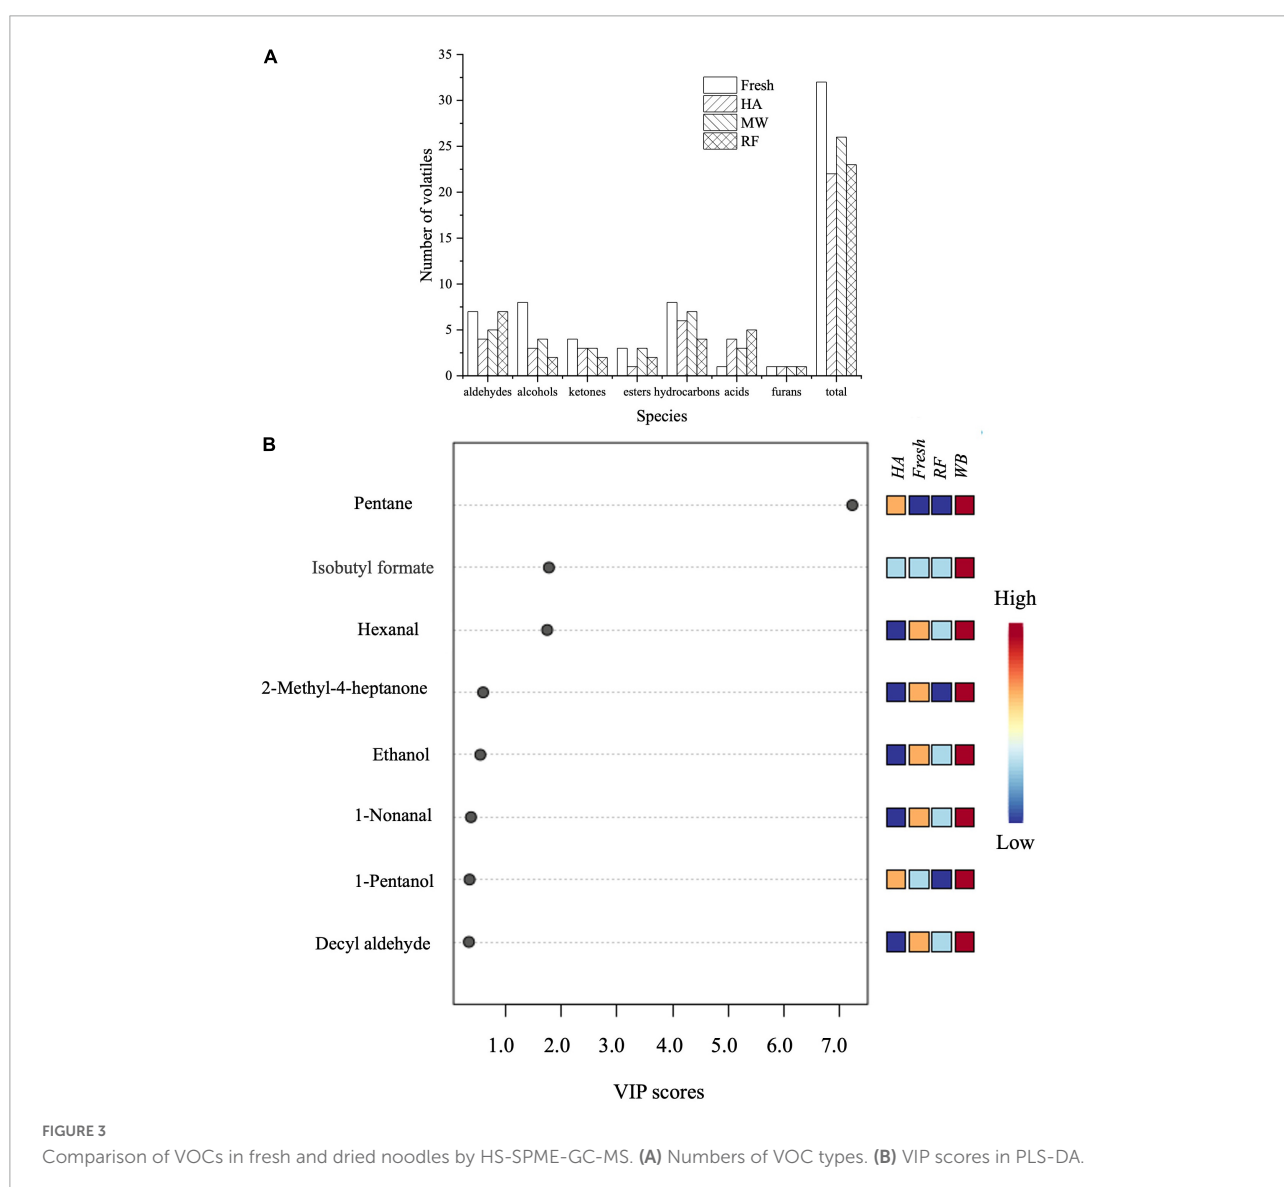 A
35
30
25
20
15
10
5
0
Number of volatiles
Fresh
HA
MW
RF
aldehydes alcohols ketones esters hydrocarbons acids furans total
Species
B
HA Fresh RF WB
Pentane
Isobutyl formate
Hexanal
2-Methyl-4-heptanone
Ethanol
1-Nonanal
1-Pentanol
Decyl aldehyde
High
Low
1.0 2.0 3.0 4.0 5.0 6.0 7.0
VIP scores
FIGURE 3
Comparison of VOCs in fresh and dried noodles by HS-SPME-GC-MS. (A) Numbers of VOC types. (B) VIP scores in PLS-DA.